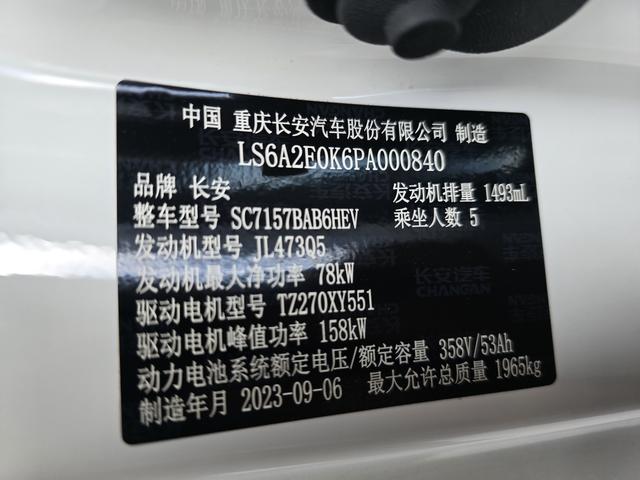 中国 重庆长安汽车股份有限公司 制造
LS6A2E0K6PA000840
品牌 长安 发动机排量 1493mL
整车型号 SC7157BAB6HEV 乘坐人数 5
发动机型号 JL473Q5
发动机最大净功率 78kW
驱动电机型号 TZ270XY551
驱动电机峰值功率 158kW
动力电池系统额定电压/额定容量 358V/53Ah
制造年月 2023-09-06 最大允许总质量 1965kg
长安汽车
CHANGAN